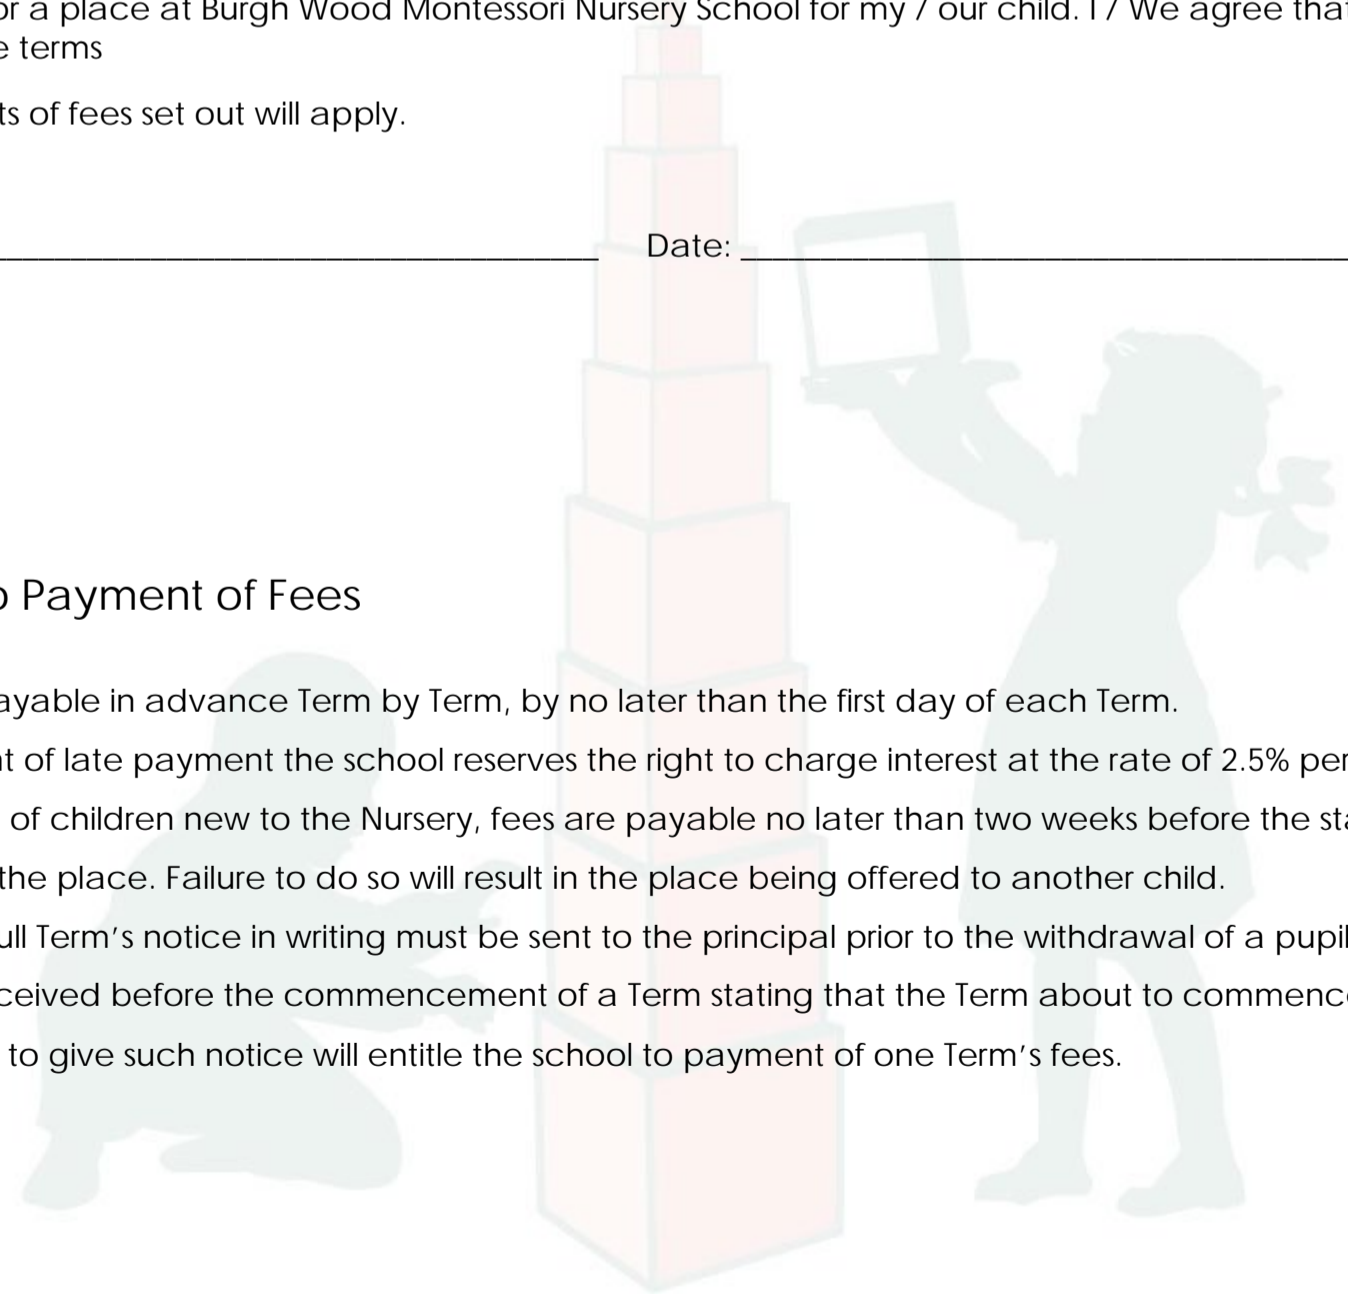 or a place at Burgh Wood Montessori Nursery School for my / our child. I / We agree that
terms
of fees set out will apply.
Date:
Payment of Fees
ayable in advance Term by Term, by no later than the first day of each Term.
of late payment the school reserves the right to charge interest at the rate of 2.5% per
of children new to the Nursery, fees are payable no later than two weeks before the sta
the place. Failure to do so will result in the place being offered to another child.
ull Term's notice in writing must be sent to the principal prior to the withdrawal of a pupil
ceived before the commencement of a Term stating that the Term about to commence
to give such notice will entitle the school to payment of one Term's fees.